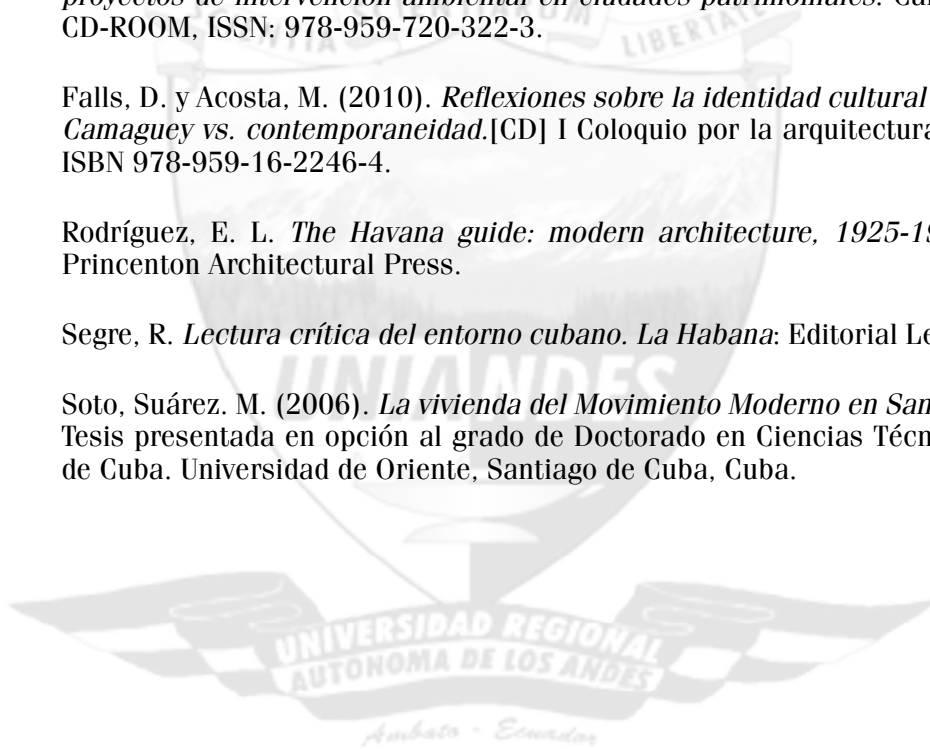 proyectos de intervención ambiental en ciudades patrimoniales.
CD-ROOM, ISSN: 978-959-720-322-3.
Falls, D. y Acosta, M. (2010). Reflexiones sobre la identidad cultural
Camaguey vs. contemporaneidad.[CD] I Coloquio por la arquitectura
ISBN 978-959-16-2246-4.
Rodríguez, E. L. The Havana guide: modern architecture, 1925-19
Princenton Architectural Press.
Segre, R. Lectura crítica del entorno cubano. La Habana: Editorial Le
Soto, Suárez. M. (2006). La vivienda del Movimiento Moderno en San
Tesis presentada en opción al grado de Doctorado en Ciencias Técn
de Cuba. Universidad de Oriente, Santiago de Cuba, Cuba.
LIBERTA
UNIANDES
UNIVERSIDAD REGIONAL
AUTONOMA DE LOS ANDES
Ambato - Ecuador